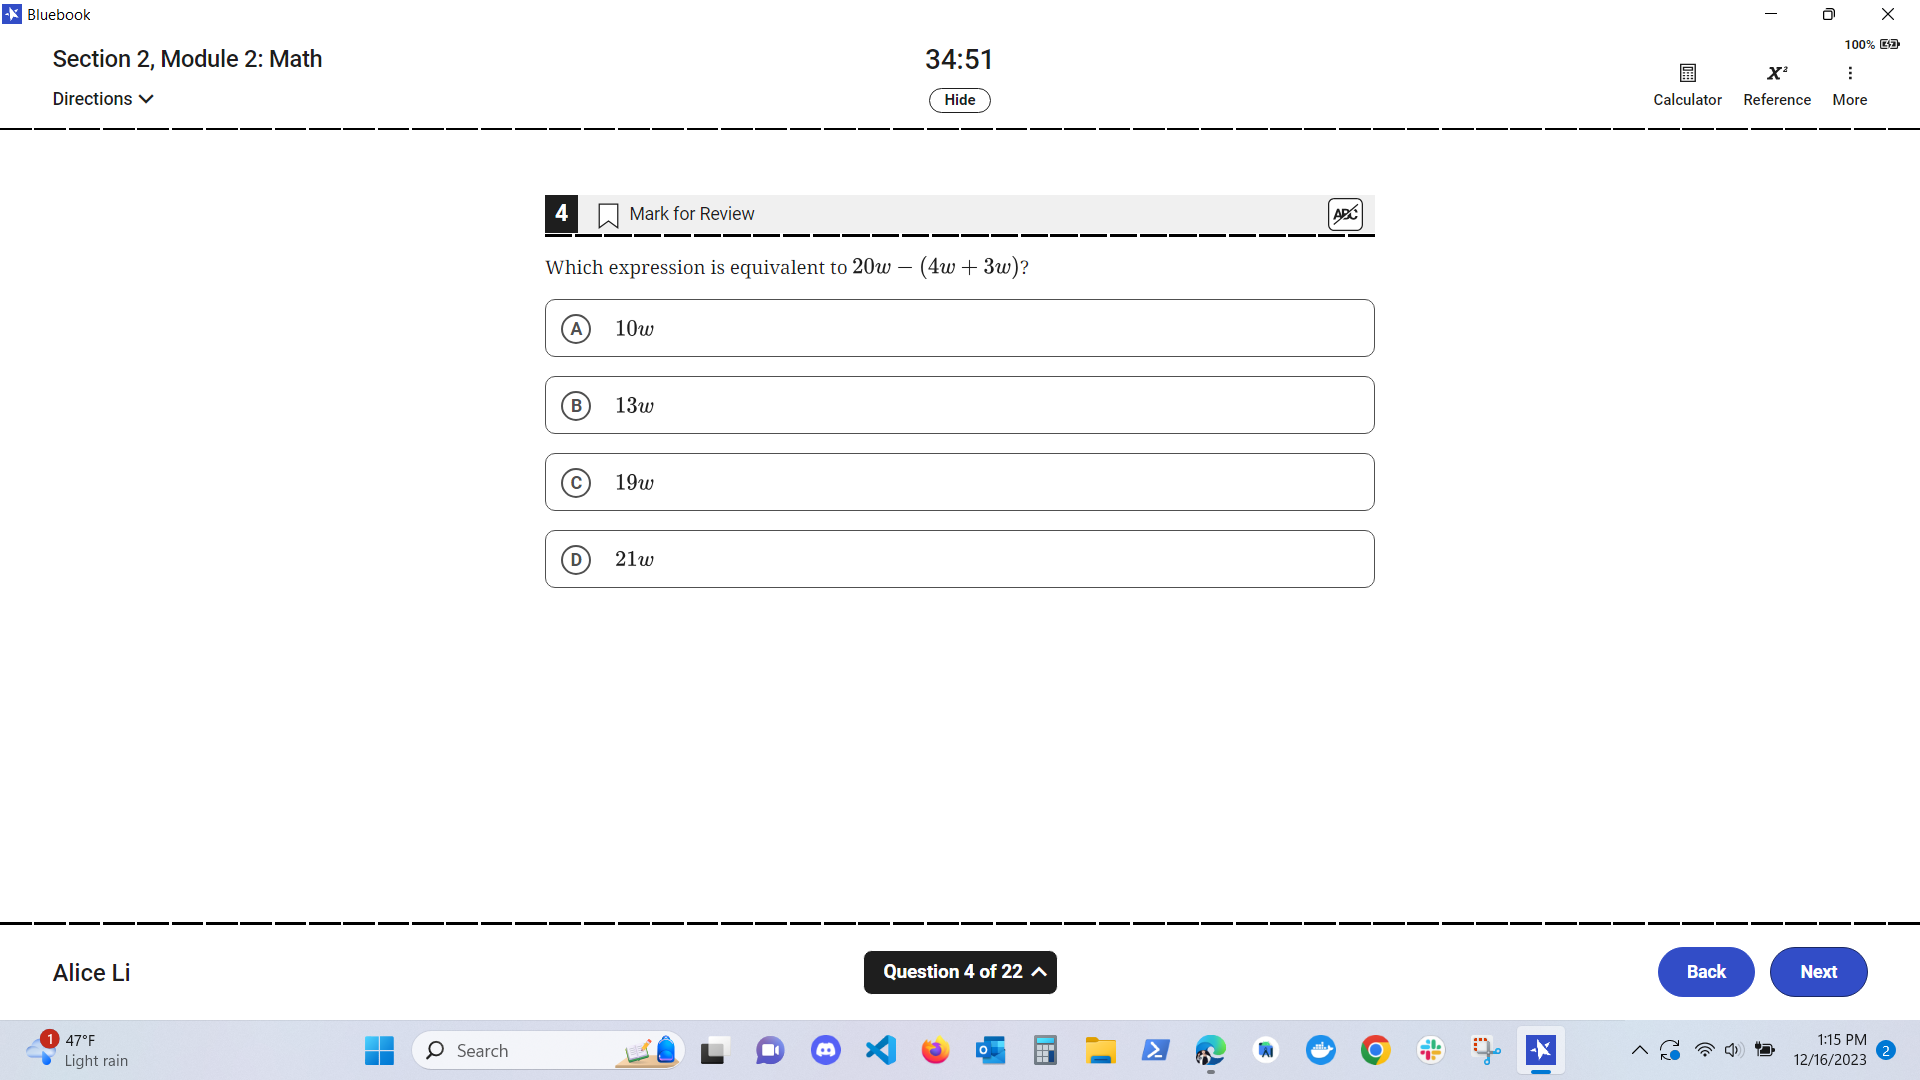 Bluebook
Section 2, Module 2: Math
34:51
100%
Directions
Hide
Calculator Reference More
4 Mark for Review ABC
Which expression is equivalent to 20w − (4w + 3w)?
A 10w
B 13w
C 19w
D 21w
Alice Li
Question 4 of 22
Back Next
1 47°F
Light rain
Search
1:15 PM
12/16/2023
2